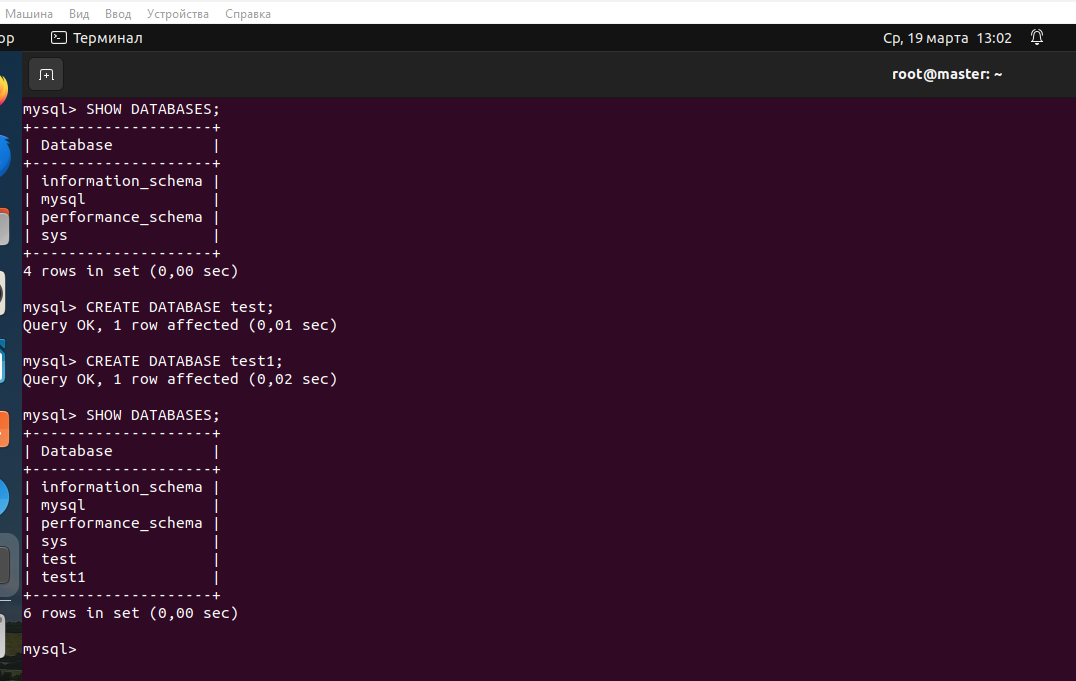 Машина Вид Ввод Устройства Справка
ор Терминал Ср, 19 марта 13:02
root@master: ~
mysql> SHOW DATABASES;
+--------------------+
| Database           |
+--------------------+
| information_schema |
| mysql              |
| performance_schema |
| sys                |
+--------------------+
4 rows in set (0,00 sec)
mysql> CREATE DATABASE test;
Query OK, 1 row affected (0,01 sec)
mysql> CREATE DATABASE test1;
Query OK, 1 row affected (0,02 sec)
mysql> SHOW DATABASES;
+--------------------+
| Database           |
+--------------------+
| information_schema |
| mysql              |
| performance_schema |
| sys                |
| test               |
| test1              |
+--------------------+
6 rows in set (0,00 sec)
mysql>